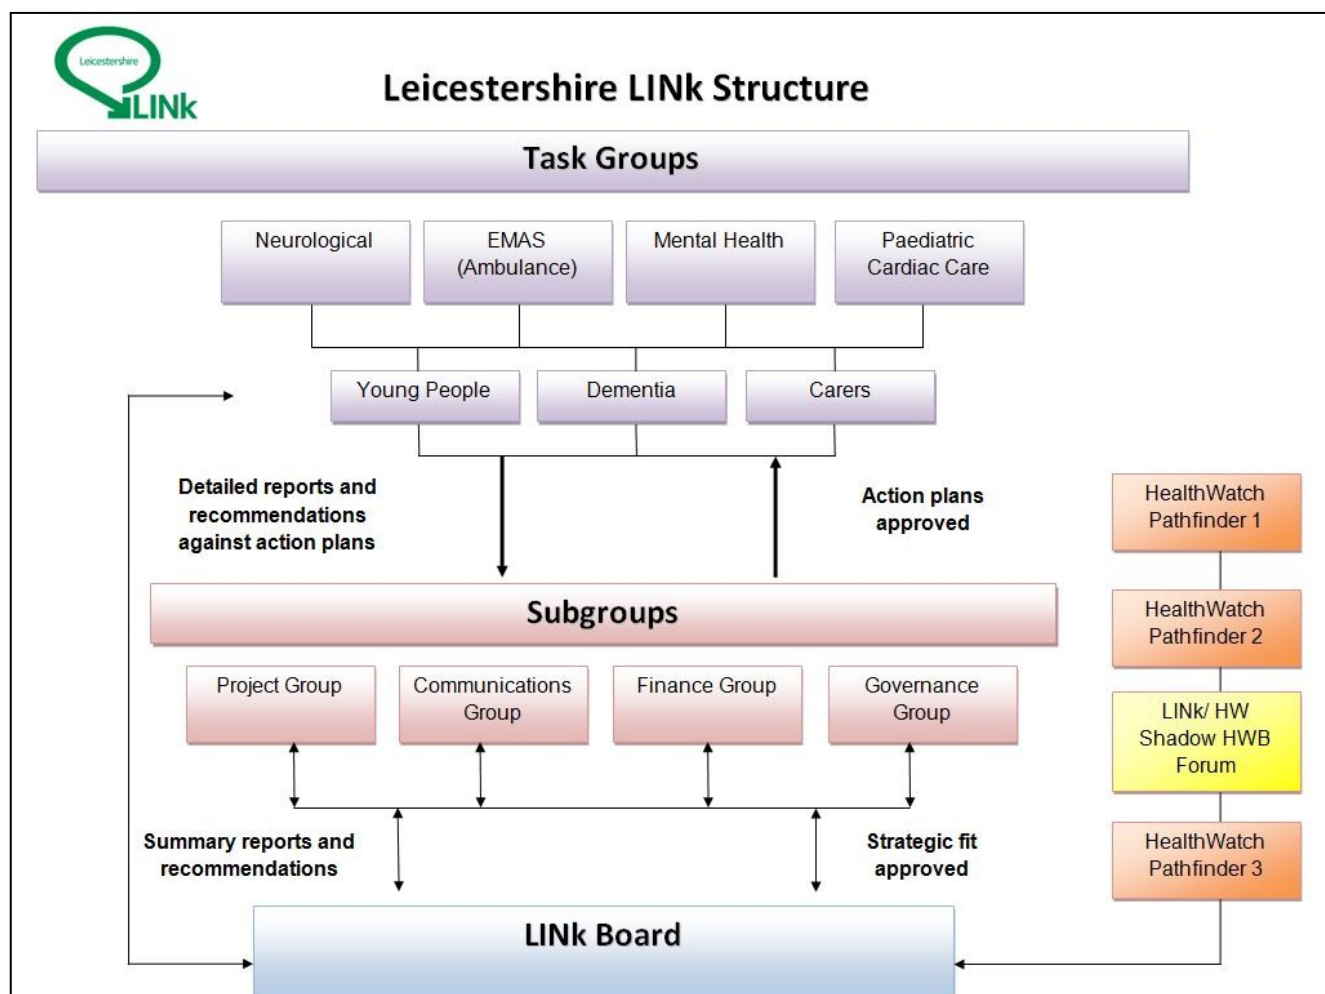 Leicestershire
LINk
Leicestershire LINk Structure
Task Groups
Neurological
EMAS
(Ambulance)
Mental Health
Paediatric
Cardiac Care
Young People
Dementia
Carers
Detailed reports and
recommendations
against action plans
Action plans
approved
HealthWatch
Pathfinder 1
Subgroups
HealthWatch
Pathfinder 2
Project Group
Communications
Group
Finance Group
Governance
Group
LINk/ HW
Shadow HWB
Forum
Summary reports and
recommendations
Strategic fit
approved
HealthWatch
Pathfinder 3
LINk Board